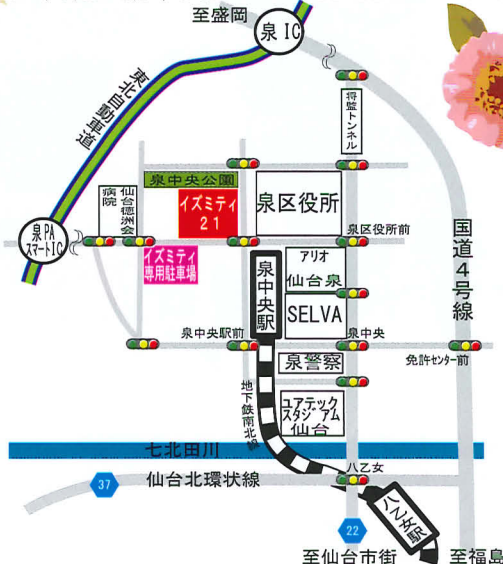 至盛岡
泉 IC
東北自動車道
将監トンネル
泉中央公園
イズミティ
21
泉区役所
仙台徳洲会
病院
泉PA
スマートIC
イズミティ
専用駐車場
泉区役所前
国道4号線
アリオ
仙台泉
泉中央駅
SELVA
泉中央駅前
泉中央
免許センター前
泉警察
地下鉄南北線
ユアテック
スタジアム
仙台
七北田川
八乙女
37
仙台北環状線
八乙女駅
22
至仙台市街
至福島